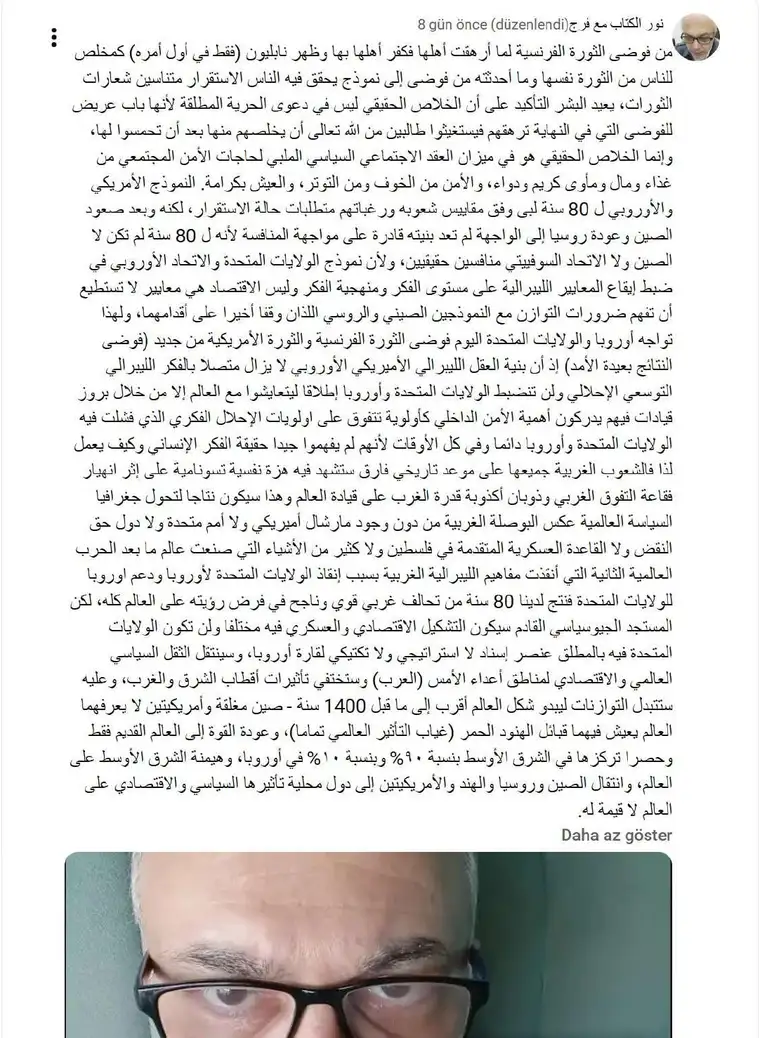 نور الكتاب مع فرج(düzenlendi) 8 gün önce
من فوضى الثورة الفرنسية لما أرهقت أهلها فكفر أهلها بها وظهر نابليون (فقط في أول أمره) كمخلص
للناس من الثورة نفسها وما أحدثته من فوضى إلى نموذج يحقق فيه الناس الاستقرار متناسين شعارات
الثورات، يعيد البشر التأكيد على أن الخلاص الحقيقي ليس في دعوى الحرية المطلقة لأنها باب عريض
للفوضى التي في النهاية ترهقهم فيستغيثوا طالبين من الله تعالى أن يخلصهم منها بعد أن تحمسوا لها،
وإنما الخلاص الحقيقي هو في ميزان العقد الاجتماعي السياسي الملبي لحاجات الأمن المجتمعي من
غذاء ومال ومأوى كريم ودواء، والأمن من الخوف ومن التوتر، والعيش بكرامة. النموذج الأمريكي
والأوروبي ل 80 سنة لبى وفق مقاييس شعوبه ورغباتهم متطلبات حالة الاستقرار، لكنه وبعد صعود
الصين وعودة روسيا إلى الواجهة لم تعد بنيته قادرة على مواجهة المنافسة لأنه ل 80 سنة لم تكن لا
الصين ولا الاتحاد السوفييتي منافسين حقيقيين، ولأن نموذج الولايات المتحدة والاتحاد الأوروبي في
ضبط إيقاع المعايير الليبرالية على مستوى الفكر ومنهجية الفكر وليس الاقتصاد هي معايير لا تستطيع
أن تفهم ضرورات التوازن مع النموذجين الصيني والروسي اللذان وقفا أخيرا على أقدامهما، ولهذا
تواجه أوروبا والولايات المتحدة اليوم فوضى الثورة الفرنسية والثورة الأمريكية من جديد (فوضى
النتائج بعيدة الأمد) إذ أن بنية العقل الليبرالي الأميريكي الأوروبي لا يزال متصلا بالفكر الليبرالي
التوسعي الإحلالي ولن تنضبط الولايات المتحدة وأوروبا إطلاقا ليتعايشوا مع العالم إلا من خلال بروز
قيادات فيهم يدركون أهمية الأمن الداخلي كأولوية تتفوق على اولويات الإحلال الفكري الذي فشلت فيه
الولايات المتحدة وأوروبا دائما وفي كل الأوقات لأنهم لم يفهموا جيدا حقيقة الفكر الإنساني وكيف يعمل
لذا فالشعوب الغربية جميعها على موعد تاريخي فارق ستشهد فيه هزة نفسية تسونامية على إثر انهيار
فقاعة التفوق الغربي وذوبان أكذوبة قدرة الغرب على قيادة العالم وهذا سيكون نتاجا لتحول جغرافيا
السياسة العالمية عكس البوصلة الغربية من دون وجود مارشال أميريكي ولا أمم متحدة ولا دول حق
النقض ولا القاعدة العسكرية المتقدمة في فلسطين ولا كثير من الأشياء التي صنعت عالم ما بعد الحرب
العالمية الثانية التي أنقذت مفاهيم الليبرالية الغربية بسبب إنقاذ الولايات المتحدة لأوروبا ودعم اوروبا
للولايات المتحدة فنتج لدينا 80 سنة من تحالف غربي قوي وناجح في فرض رؤيته على العالم كله، لكن
المستجد الجيوسياسي القادم سيكون التشكيل الاقتصادي والعسكري فيه مختلفا ولن تكون الولايات
المتحدة فيه بالمطلق عنصر إسناد لا استراتيجي ولا تكتيكي لقارة أوروبا، وسينتقل الثقل السياسي
العالمي والاقتصادي لمناطق أعداء الأمس (العرب) وستختفي تأثيرات أقطاب الشرق والغرب، وعليه
ستتبدل التوازنات ليبدو شكل العالم أقرب إلى ما قبل 1400 سنة - صين مغلقة وأمريكيتين لا يعرفهما
العالم يعيش فيهما قبائل الهنود الحمر (غياب التأثير العالمي تماما)، وعودة القوة إلى العالم القديم فقط
وحصرا تركزها في الشرق الأوسط بنسبة ٩٠% وبنسبة ١٠% في أوروبا، وهيمنة الشرق الأوسط على
العالم، وانتقال الصين وروسيا والهند والأمريكيتين إلى دول محلية تأثيرها السياسي والاقتصادي على
العالم لا قيمة له.
Daha az göster